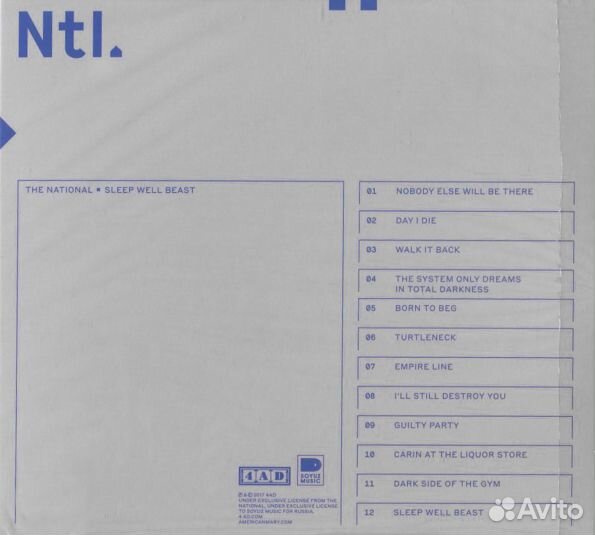 Ntl.
THE NATIONAL ■ SLEEP WELL BEAST
01 NOBODY ELSE WILL BE THERE
02 DAY I DIE
03 WALK IT BACK
04 THE SYSTEM ONLY DREAMS
IN TOTAL DARKNESS
05 BORN TO BEG
06 TURTLENECK
07 EMPIRE LINE
08 I'LL STILL DESTROY YOU
09 GUILTY PARTY
10 CARIN AT THE LIQUOR STORE
11 DARK SIDE OF THE GYM
12 SLEEP WELL BEAST
4AD
SOYUZ
MUSIC
℗ & © 2017 4AD
UNDER EXCLUSIVE LICENSE FROM THE
NATIONAL, UNDER EXCLUSIVE LICENSE
TO SOYUZ MUSIC FOR RUSSIA.
4AD.COM
AMERICANMARY.COM
Avito